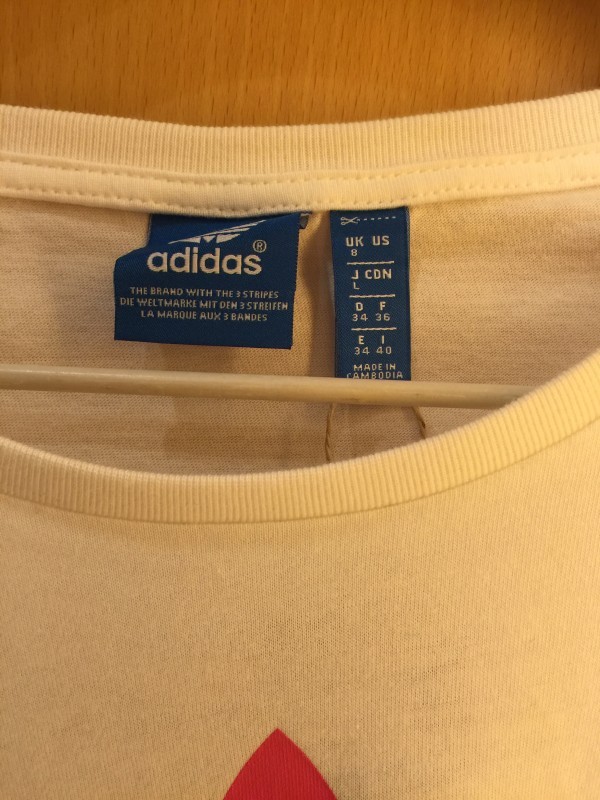 adidas®
THE BRAND WITH THE 3 STRIPES
DIE WELTMARKE MIT DEN 3 STREIFEN
LA MARQUE AUX 3 BANDES
UK US
8
J CDN
L
D F
34 36
E I
34 40
MADE IN
CAMBODIA